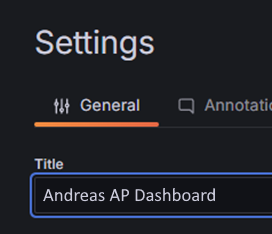 Settings
General
Annotatio
Title
Andreas AP Dashboard